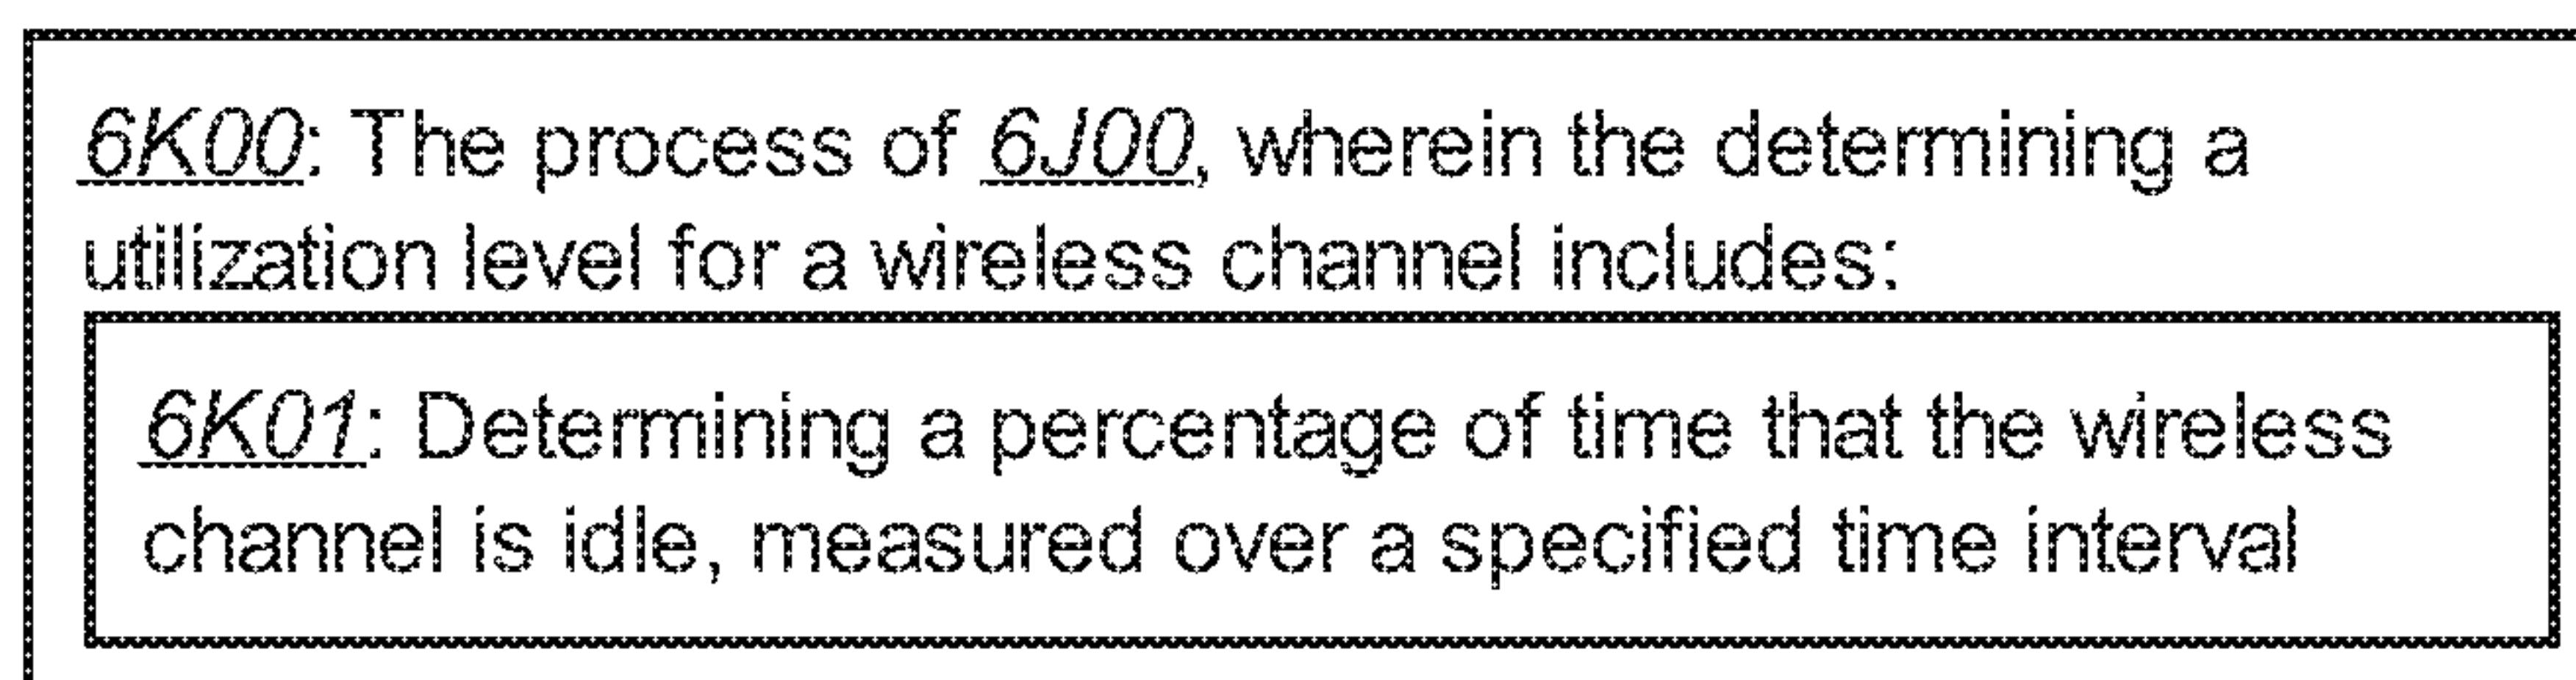 6K00: The process of 6J00, wherein the determining a
utilization level for a wireless channel includes:
6K01: Determining a percentage of time that the wireless
channel is idle, measured over a specified time interval